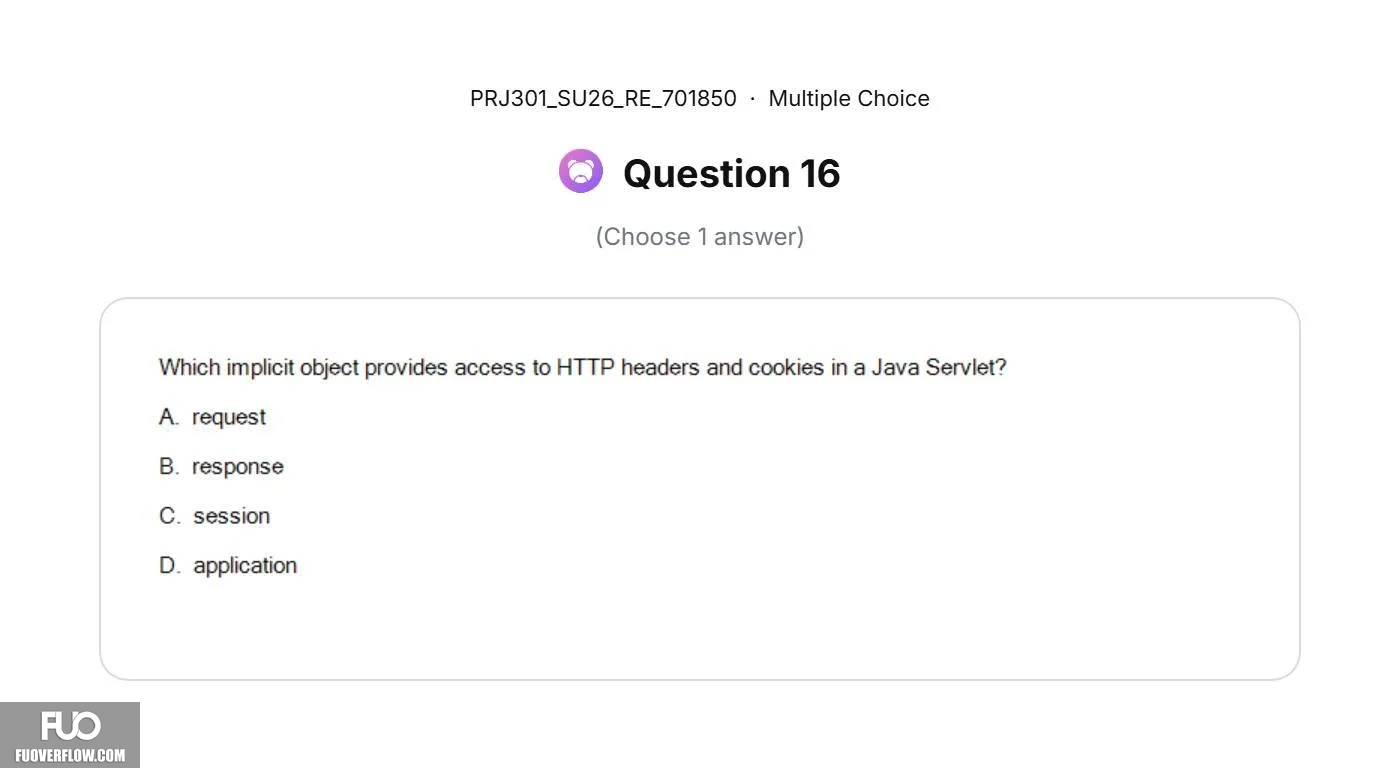 PRJ301_SU26_RE_701850 · Multiple Choice
Question 16
(Choose 1 answer)
Which implicit object provides access to HTTP headers and cookies in a Java Servlet?
A. request
B. response
C. session
D. application
FUO
FUOVERFLOW.COM